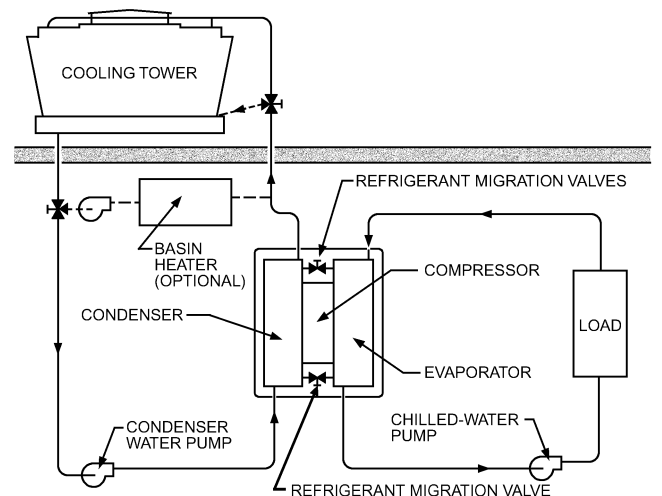 COOLING TOWER
REFRIGERANT MIGRATION VALVES
BASIN
HEATER
(OPTIONAL)
COMPRESSOR
CONDENSER
LOAD
EVAPORATOR
CONDENSER
WATER PUMP
CHILLED-WATER
PUMP
REFRIGERANT MIGRATION VALVE